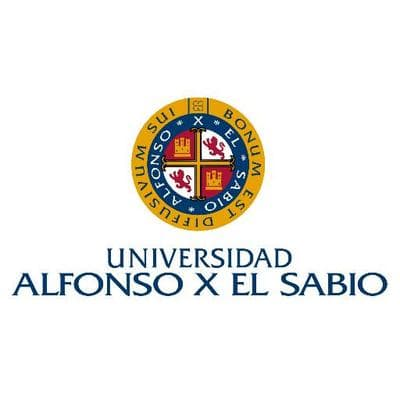 BONUM EST DIFFUSIVUM SUI
* ALFONSO * X * EL * SABIO *
UNIVERSIDAD
ALFONSO X EL SABIO